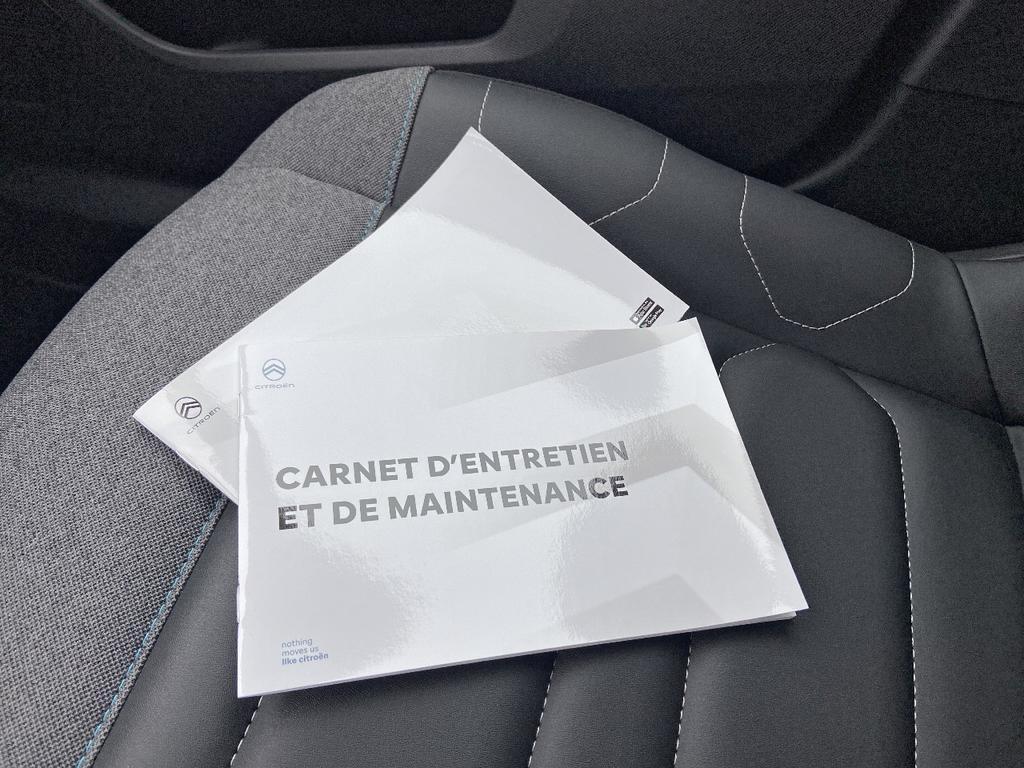 CITROËN
CITROËN
CARNET D'ENTRETIEN
ET DE MAINTENANCE
nothing
moves us
like citroën